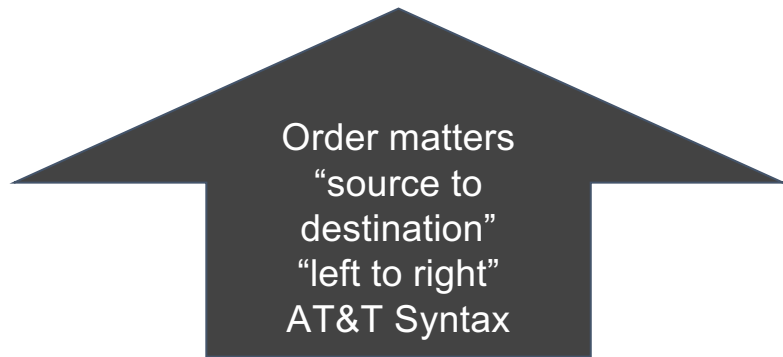 Order matters
“source to
destination”
“left to right”
AT&T Syntax